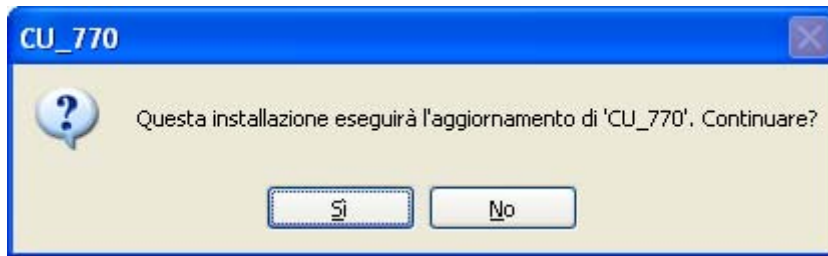 CU_770
Questa installazione eseguirà l'aggiornamento di 'CU_770'. Continuare?
Sì
No